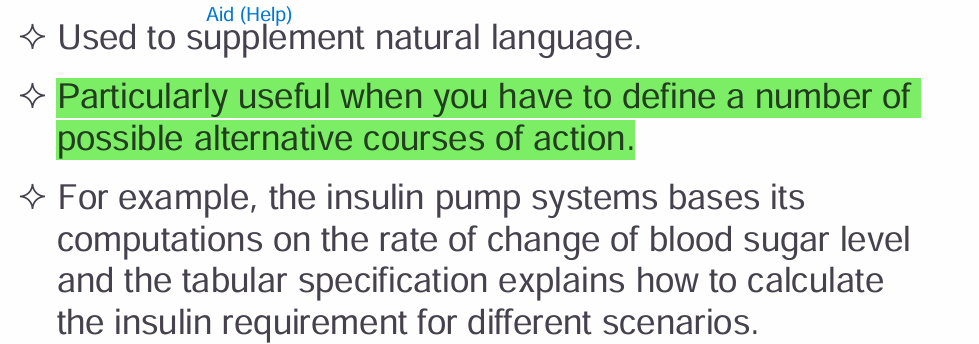 Aid (Help)
✧ Used to supplement natural language.
✧ Particularly useful when you have to define a number of
possible alternative courses of action.
✧ For example, the insulin pump systems bases its
computations on the rate of change of blood sugar level
and the tabular specification explains how to calculate
the insulin requirement for different scenarios.